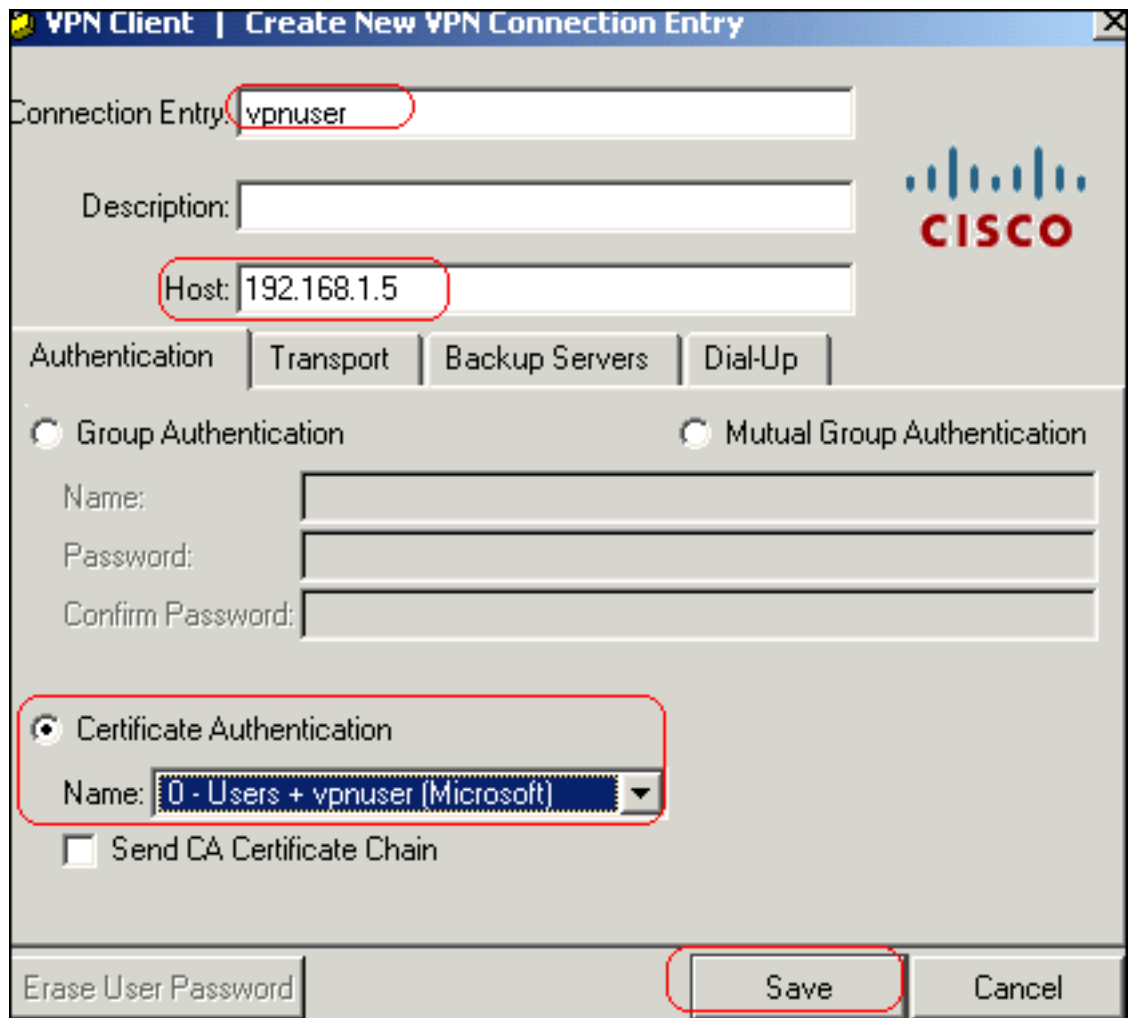 VPN Client | Create New VPN Connection Entry
Connection Entry: vpnuser
Description:
CISCO
Host: 192.168.1.5
Authentication Transport Backup Servers Dial-Up
Group Authentication Mutual Group Authentication
Name:
Password:
Confirm Password:
Certificate Authentication
Name: 0 - Users + vpnuser (Microsoft)
Send CA Certificate Chain
Erase User Password Save Cancel